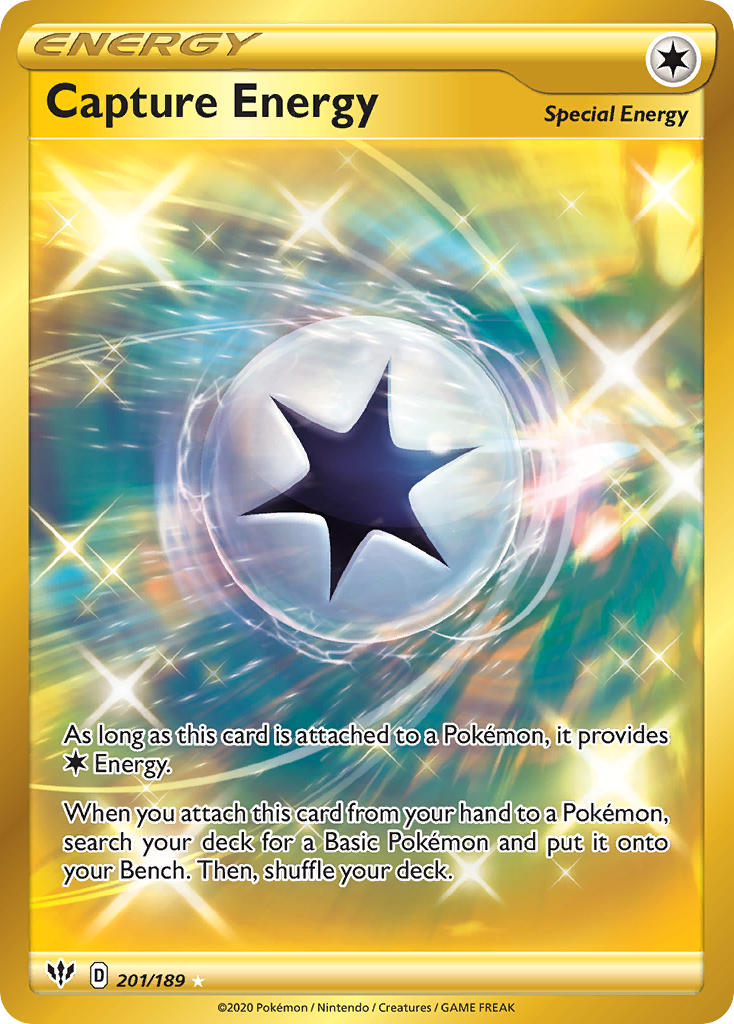 ENERGY
Capture Energy
Special Energy
As long as this card is attached to a Pokémon, it provides
Energy.
When you attach this card from your hand to a Pokémon,
search your deck for a Basic Pokémon and put it onto
your Bench. Then, shuffle your deck.
D 201/189
©2020 Pokémon / Nintendo / Creatures / GAME FREAK